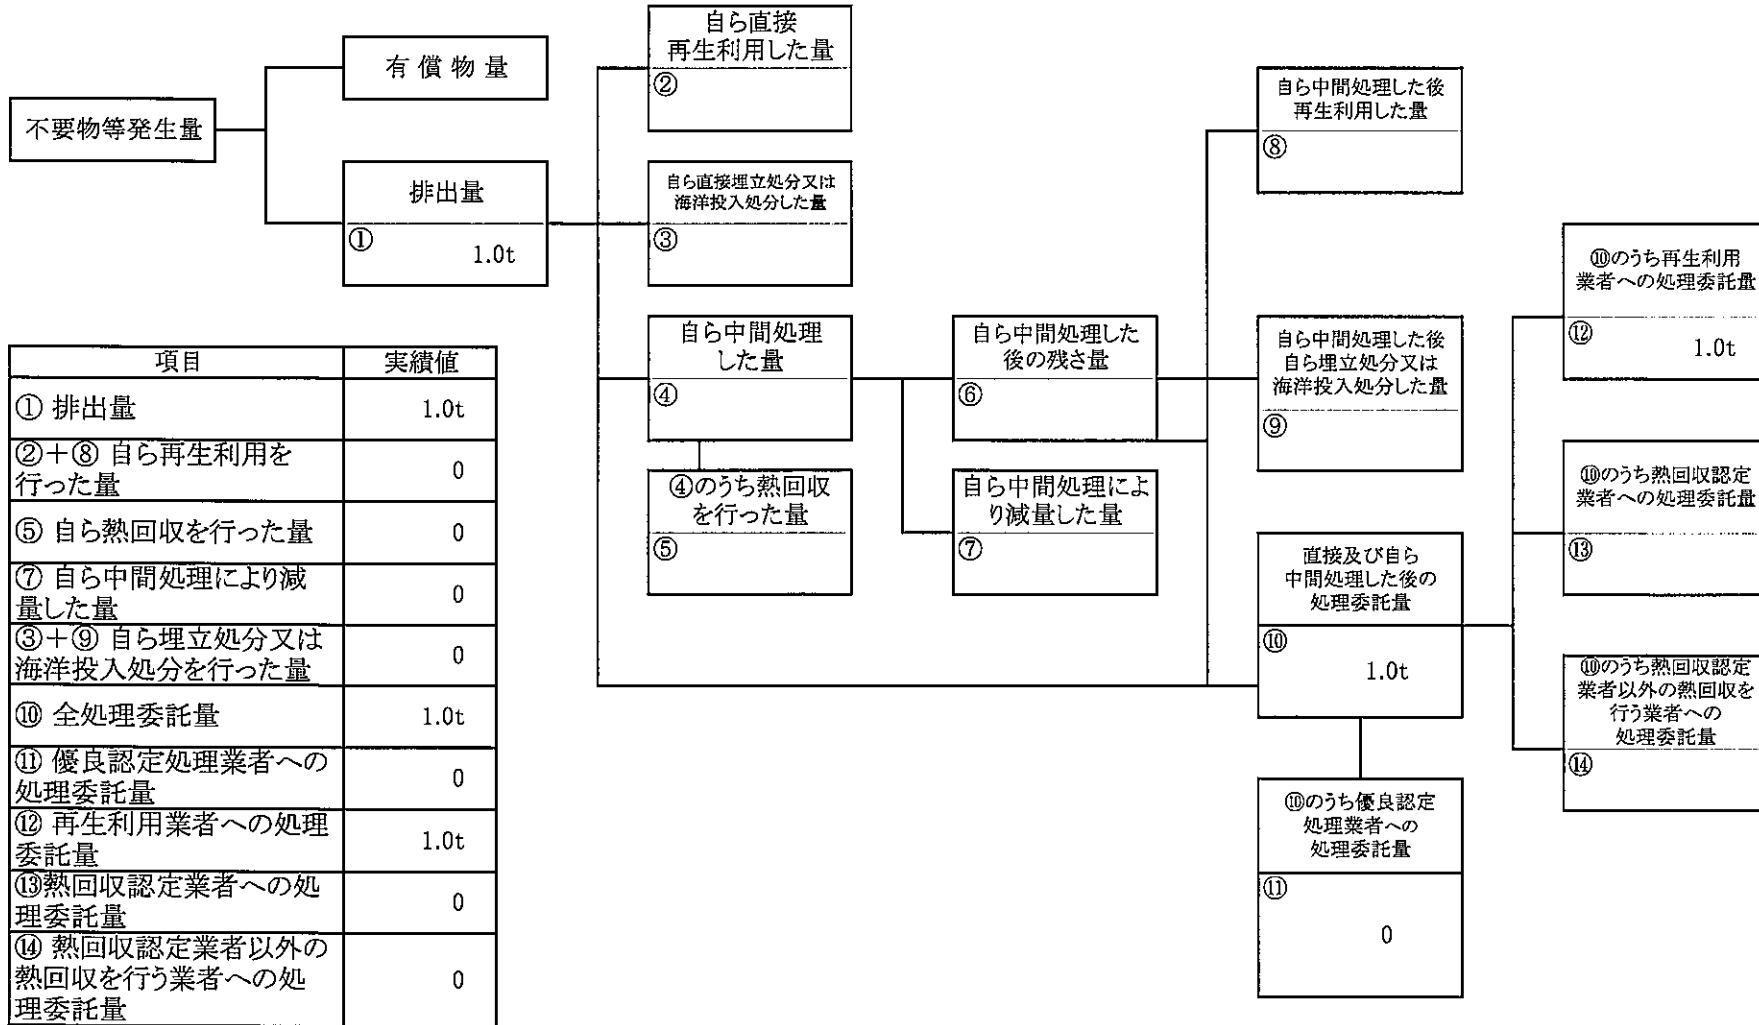 不要物等発生量
有償物量
排出量
①
1.0t
自ら直接
再生利用した量
②
自ら直接埋立処分又は
海洋投入処分した量
③
自ら中間処理
した量
④
④のうち熱回収
を行った量
⑤
自ら中間処理した
後の残さ量
⑥
自ら中間処理によ
り減量した量
⑦
自ら中間処理した後
再生利用した量
⑧
自ら中間処理した後
自ら埋立処分又は
海洋投入処分した量
⑨
直接及び自ら
中間処理した後の
処理委託量
⑩
1.0t
⑩のうち優良認定
処理業者への
処理委託量
⑪
0
⑩のうち再生利用
業者への処理委託量
⑫
1.0t
⑩のうち熱回収認定
業者への処理委託量
⑬
⑩のうち熱回収認定
業者以外の熱回収を
行う業者への
処理委託量
⑭
項目 実績値
① 排出量 1.0t
②+⑧ 自ら再生利用を
行った量 0
⑤ 自ら熱回収を行った量 0
⑦ 自ら中間処理により減
量した量 0
③+⑨ 自ら埋立処分又は
海洋投入処分を行った量 0
⑩ 全処理委託量 1.0t
⑪ 優良認定処理業者への
処理委託量 0
⑫ 再生利用業者への処理
委託量 1.0t
⑬熱回収認定業者への処
理委託量 0
⑭ 熱回収認定業者以外の
熱回収を行う業者への処
理委託量 0